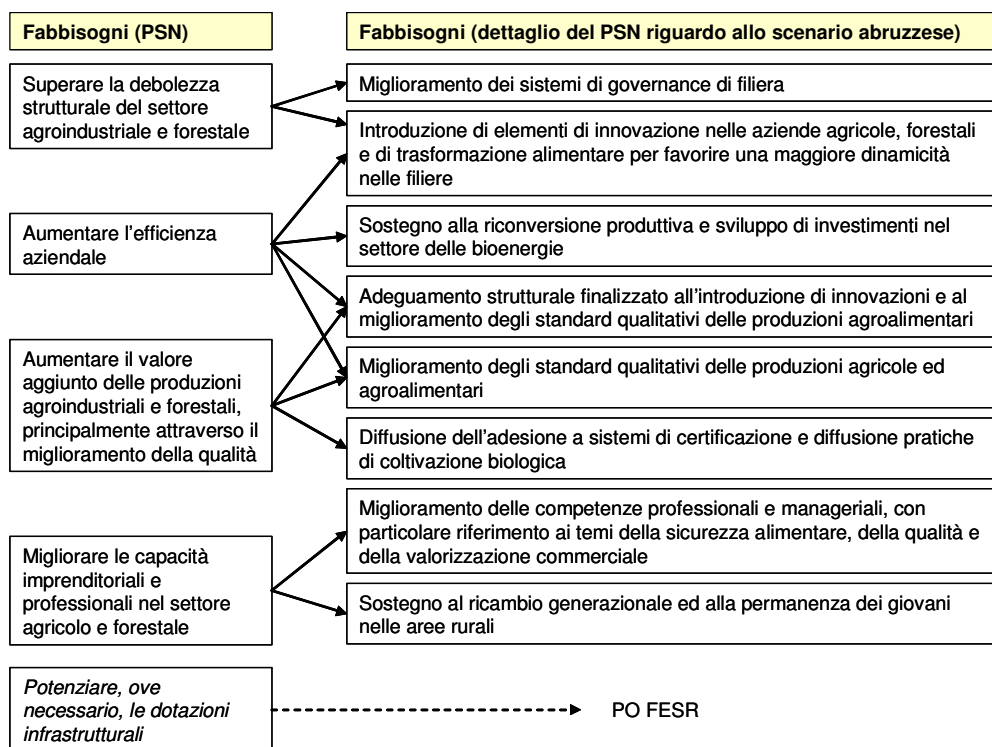 Fabbisogni (PSN)
Fabbisogni (dettaglio del PSN riguardo allo scenario abruzzese)
Superare la debolezza
strutturale del settore
agroindustriale e forestale
Miglioramento dei sistemi di governance di filiera
Introduzione di elementi di innovazione nelle aziende agricole, forestali
e di trasformazione alimentare per favorire una maggiore dinamicità
nelle filiere
Aumentare l'efficienza
aziendale
Sostegno alla riconversione produttiva e sviluppo di investimenti nel
settore delle bioenergie
Adeguamento strutturale finalizzato all'introduzione di innovazioni e al
miglioramento degli standard qualitativi delle produzioni agroalimentari
Aumentare il valore
aggiunto delle produzioni
agroindustriali e forestali,
principalmente attraverso il
miglioramento della qualità
Miglioramento degli standard qualitativi delle produzioni agricole ed
agroalimentari
Diffusione dell'adesione a sistemi di certificazione e diffusione pratiche
di coltivazione biologica
Migliorare le capacità
imprenditoriali e
professionali nel settore
agricolo e forestale
Miglioramento delle competenze professionali e manageriali, con
particolare riferimento ai temi della sicurezza alimentare, della qualità e
della valorizzazione commerciale
Sostegno al ricambio generazionale ed alla permanenza dei giovani
nelle aree rurali
Potenziare, ove
necessario, le dotazioni
infrastrutturali
PO FESR